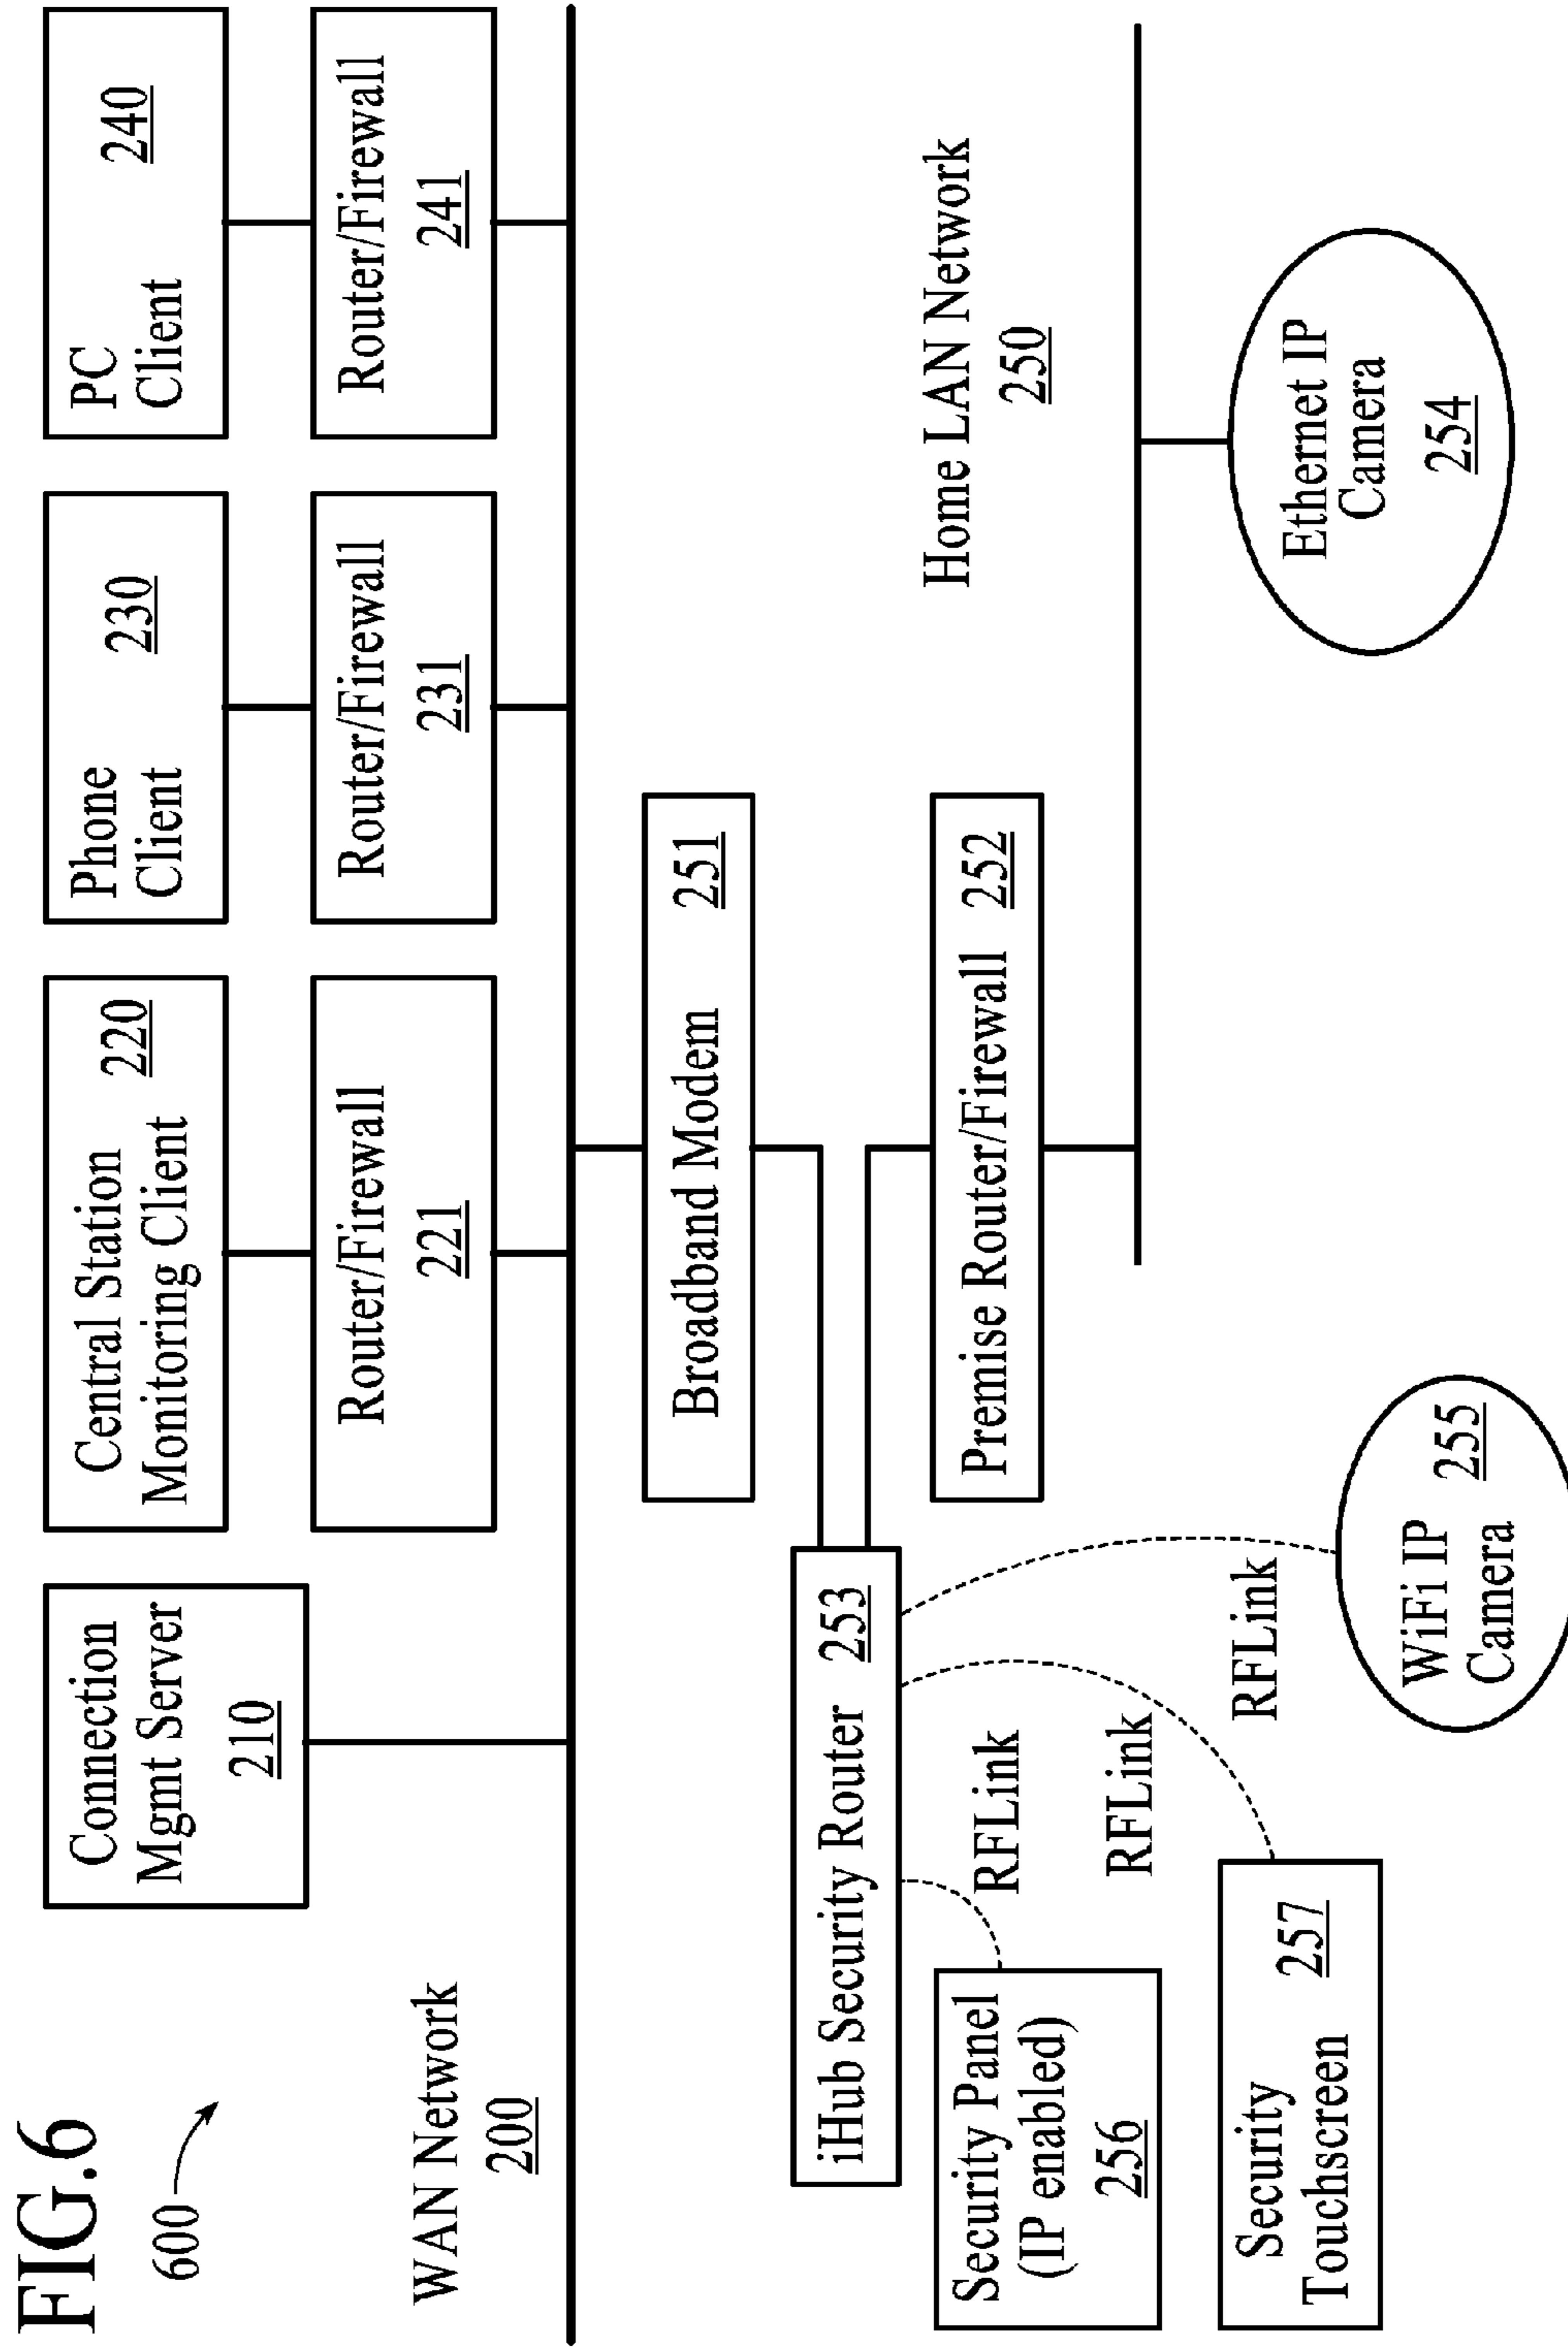 FIG.6
600
WAN Network
200
Connection
Mgmt Server
210
Central Station
Monitoring Client
220
Phone
Client
230
PC
Client
240
Router/Firewall
221
Router/Firewall
231
Router/Firewall
241
Broadband Modem 251
iHub Security Router 253
Premise Router/Firewall 252
Home LAN Network
250
Security Panel
(IP enabled)
256
RFLink
RFLink
RFLink
Security
Touchscreen
257
WiFi IP
Camera
255
Ethernet IP
Camera
254